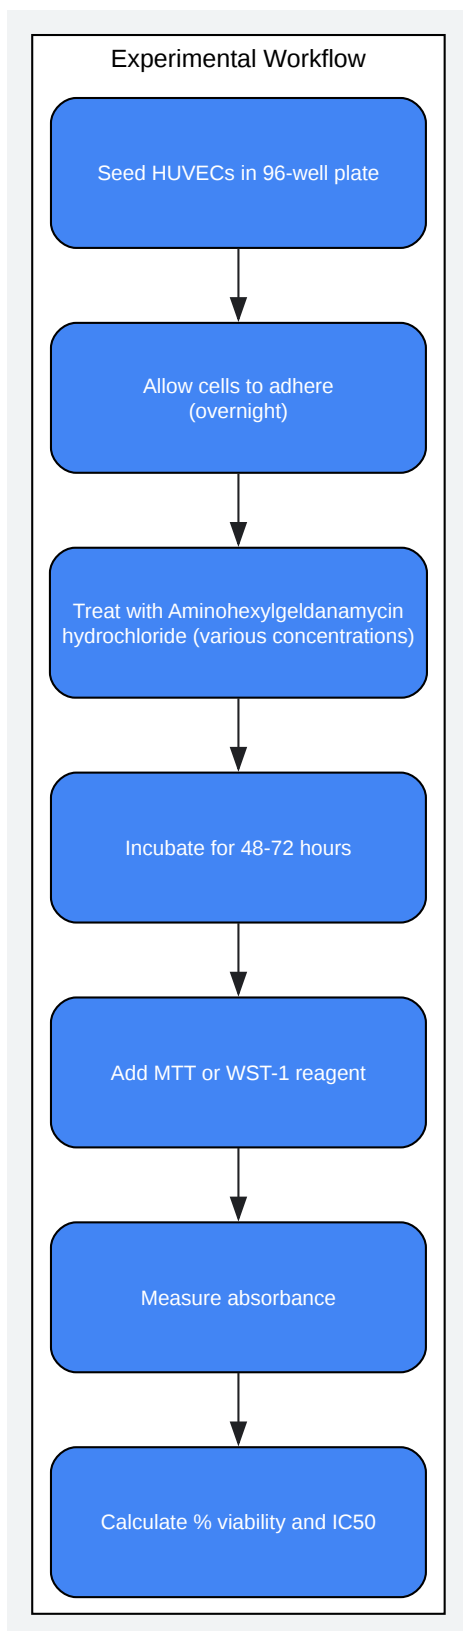 Experimental Workflow
Seed HUVECs in 96-well plate
Allow cells to adhere
(overnight)
Treat with Aminohexylgeldanamycin
hydrochloride (various concentrations)
Incubate for 48-72 hours
Add MTT or WST-1 reagent
Measure absorbance
Calculate % viability and IC50